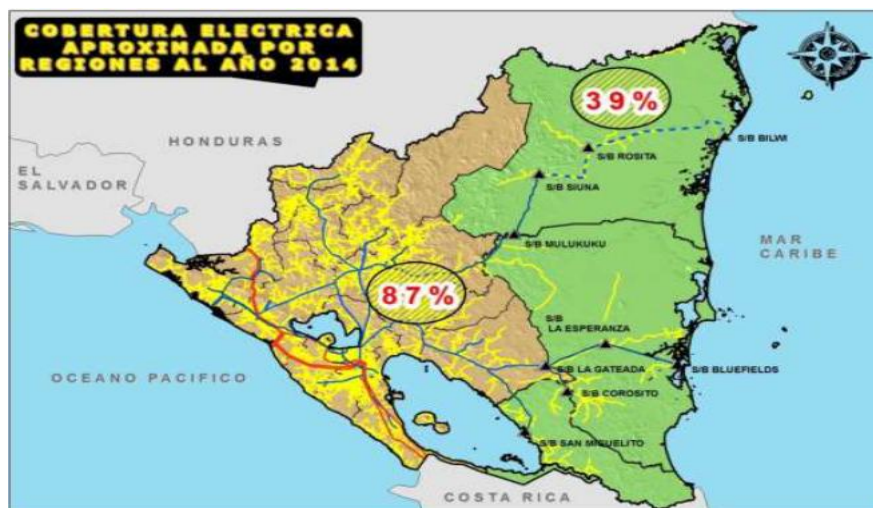 COBERTURA ELECTRICA
APROXIMADA POR
REGIONES AL AÑO 2014
39%
HONDURAS
S/B BILWI
S/B ROSITA
EL
SALVADOR
S/B SIUNA
S/B MULUKUKU
MAR
CARIBE
87%
S/B
LA ESPERANZA
S/B LA GATEADA
S/B BLUEFIELDS
OCEANO PACIFICO
S/B COROSITO
S/B SAN MIGUELITO
COSTA RICA